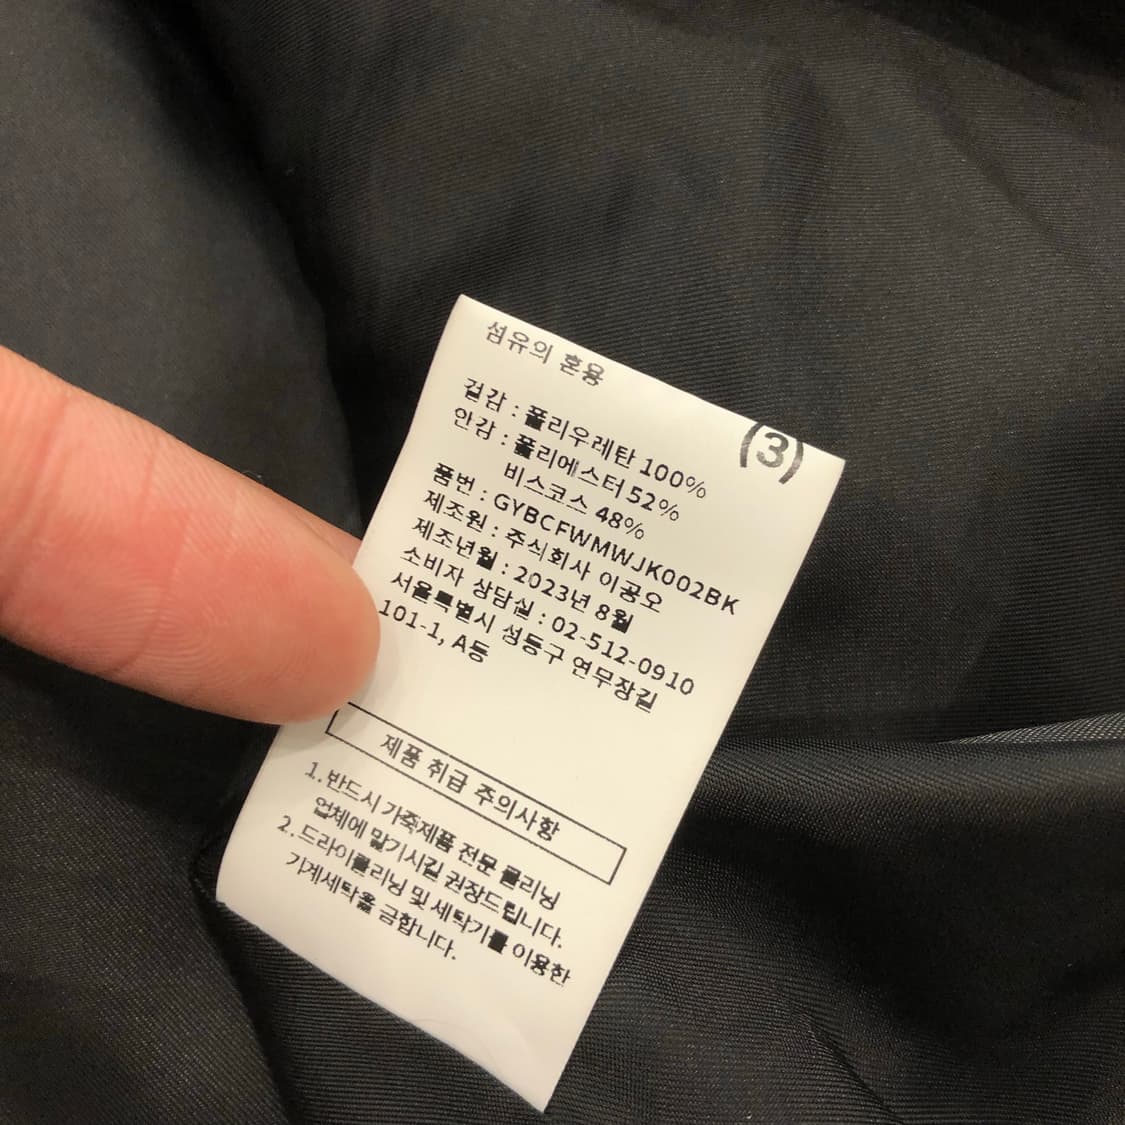 섬유의 혼용
(3)
겉감 : 폴리우레탄 100%
안감 : 폴리에스터 52%
비스코스 48%
품번 : GYBCFWMWJK002BK
제조원 : 주식회사 이공오
제조년월 : 2023년 8월
소비자 상담실 : 02-512-0910
서울특별시 성동구 연무장길
101-1, A동
제품 취급 주의사항
1. 반드시 가죽제품 전문 클리닝
업체에 맡기시길 권장드립니다.
2. 드라이클리닝 및 세탁기를 이용한
기계세탁을 금합니다.